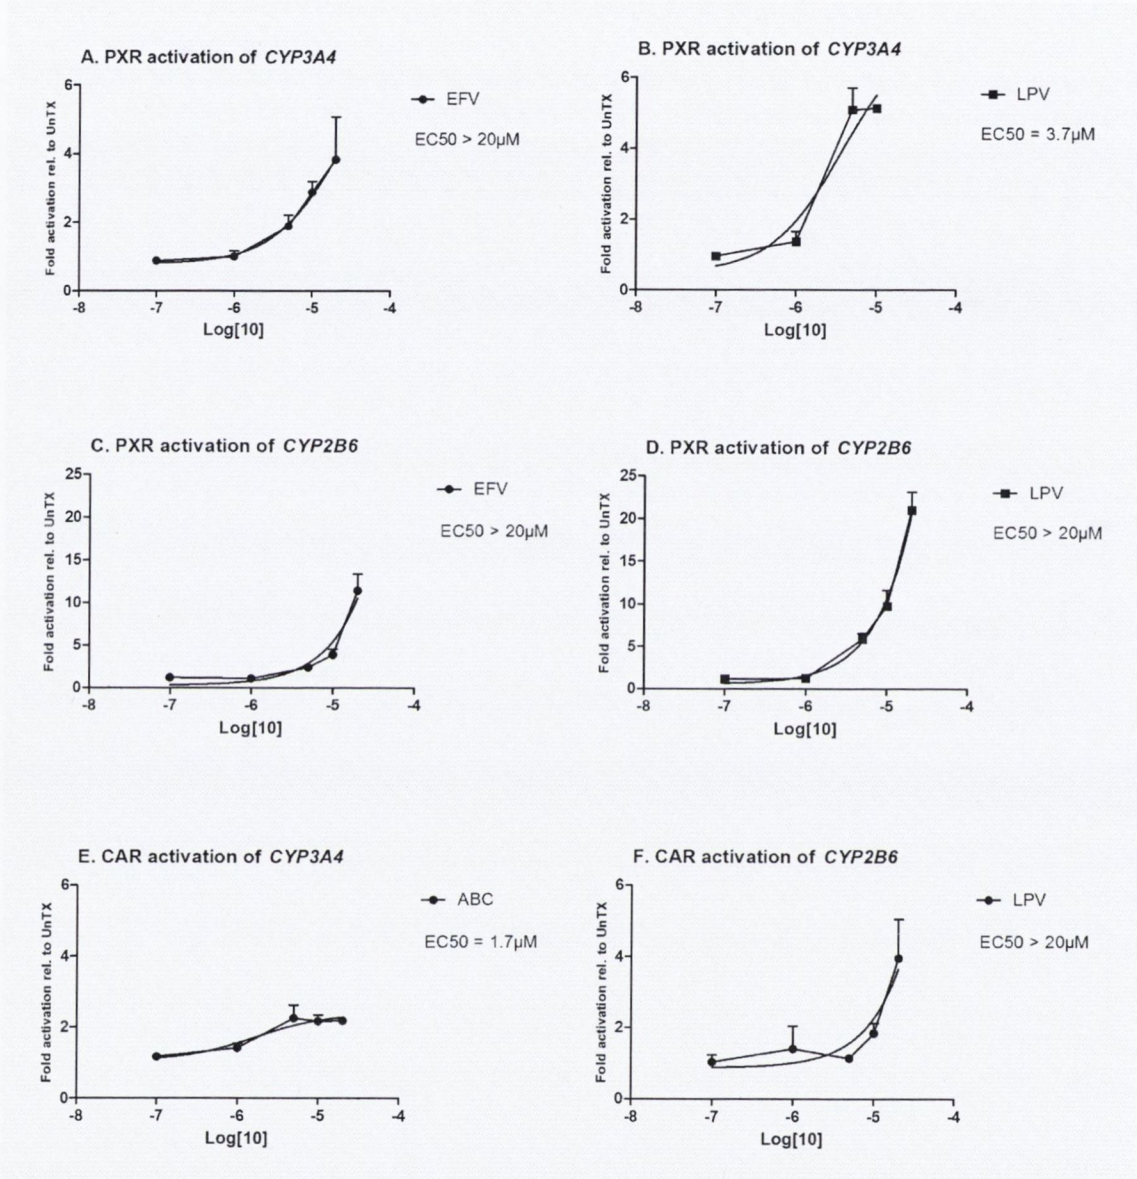 A. PXR activation of CYP3A4
Fold activation rel. to UnTX
6
4
2
0
-8
-7
-6
-5
-4
Log[10]
EFV
EC50 > 20µM
B. PXR activation of CYP3A4
Fold activation rel. to UnTX
6
4
2
0
-8
-7
-6
-5
-4
Log[10]
LPV
EC50 = 3.7µM
C. PXR activation of CYP2B6
Fold activation rel. to UnTX
25
20
15
10
5
0
-8
-7
-6
-5
-4
Log[10]
EFV
EC50 > 20µM
D. PXR activation of CYP2B6
Fold activation rel. to UnTX
25
20
15
10
5
0
-8
-7
-6
-5
-4
Log[10]
LPV
EC50 > 20µM
E. CAR activation of CYP3A4
Fold activation rel. to UnTX
6
4
2
0
-8
-7
-6
-5
-4
Log[10]
ABC
EC50 = 1.7µM
F. CAR activation of CYP2B6
Fold activation rel. to UnTX
6
4
2
0
-8
-7
-6
-5
-4
Log[10]
LPV
EC50 > 20µM